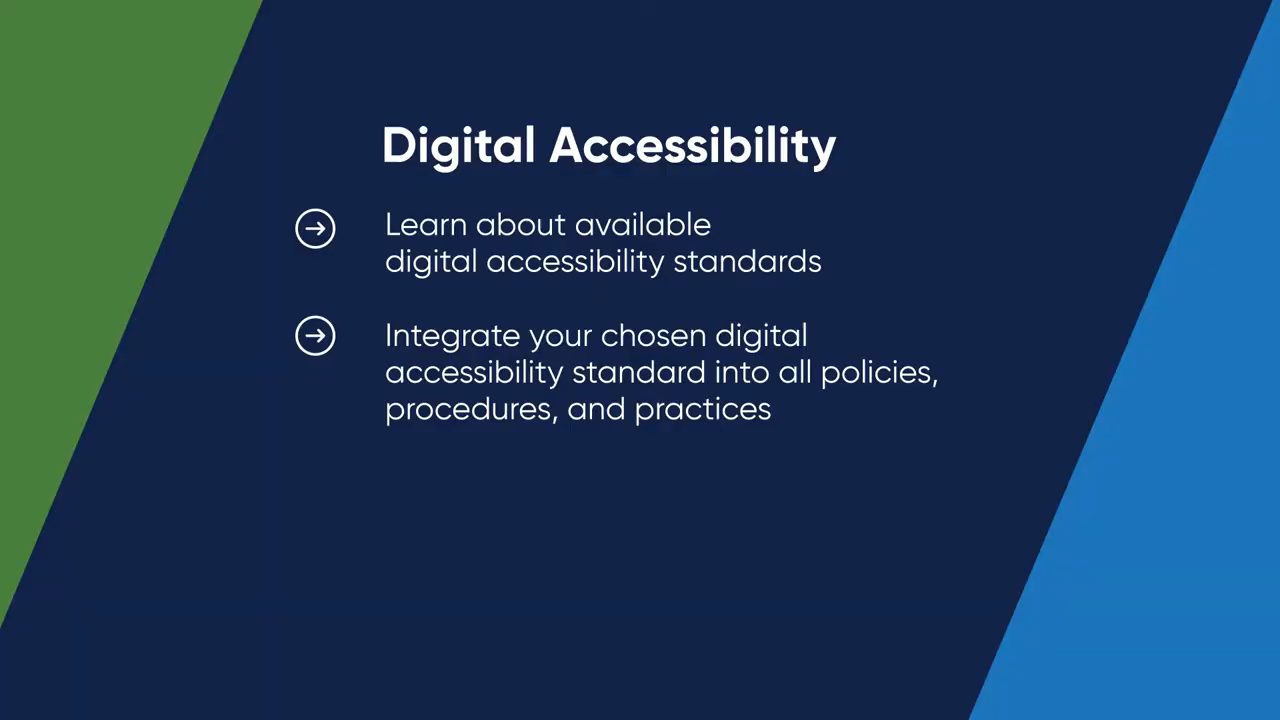 Digital Accessibility
Learn about available
digital accessibility standards
Integrate your chosen digital
accessibility standard into all policies,
procedures, and practices